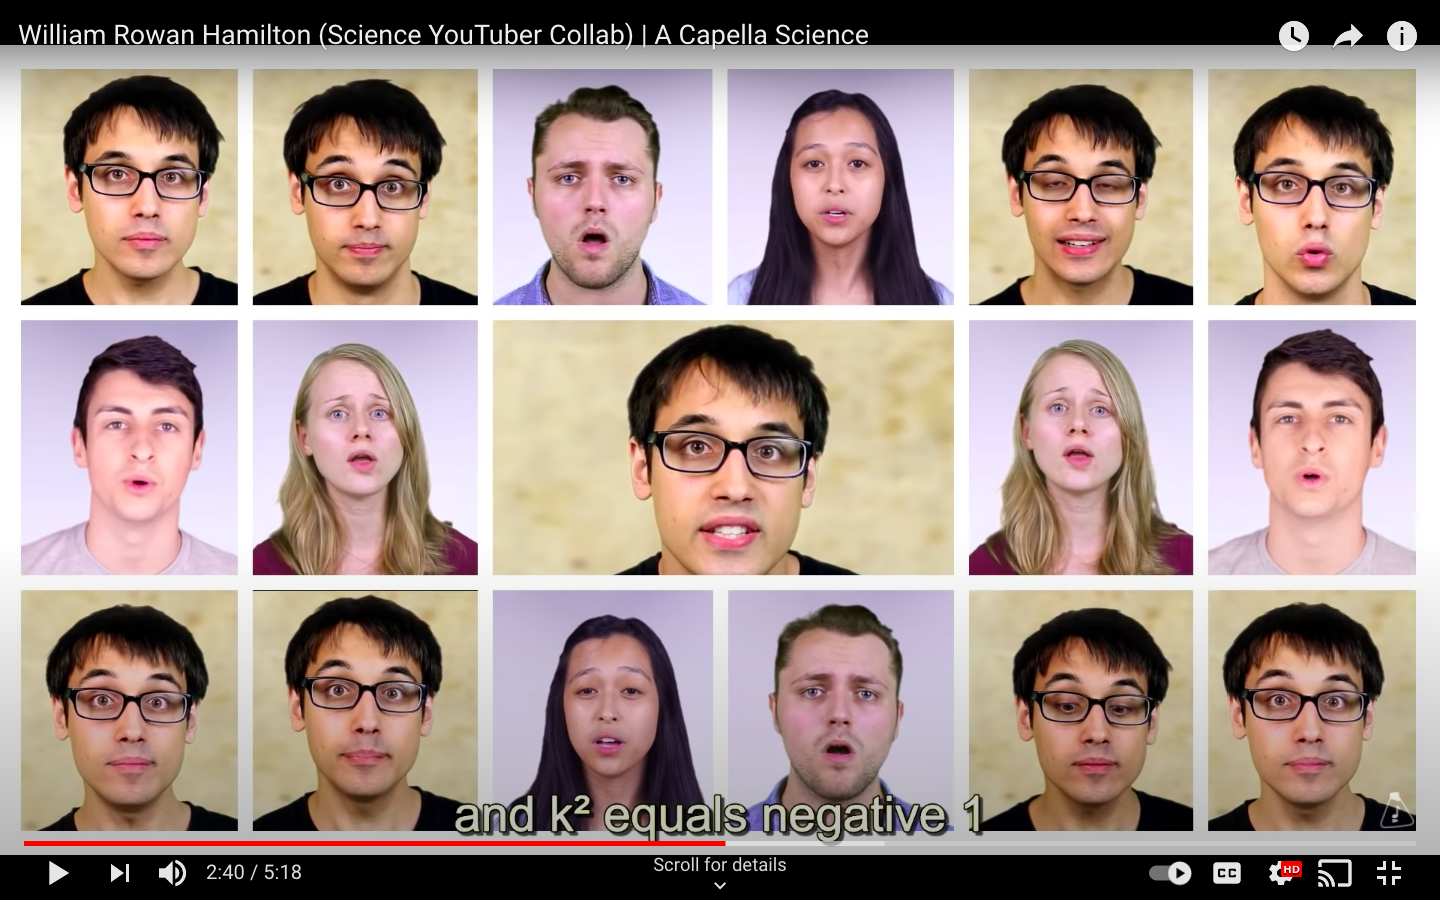 William Rowan Hamilton (Science YouTuber Collab) | A Capella Science
and k² equals negative 1
2:40 / 5:18
Scroll for details
CC
HD